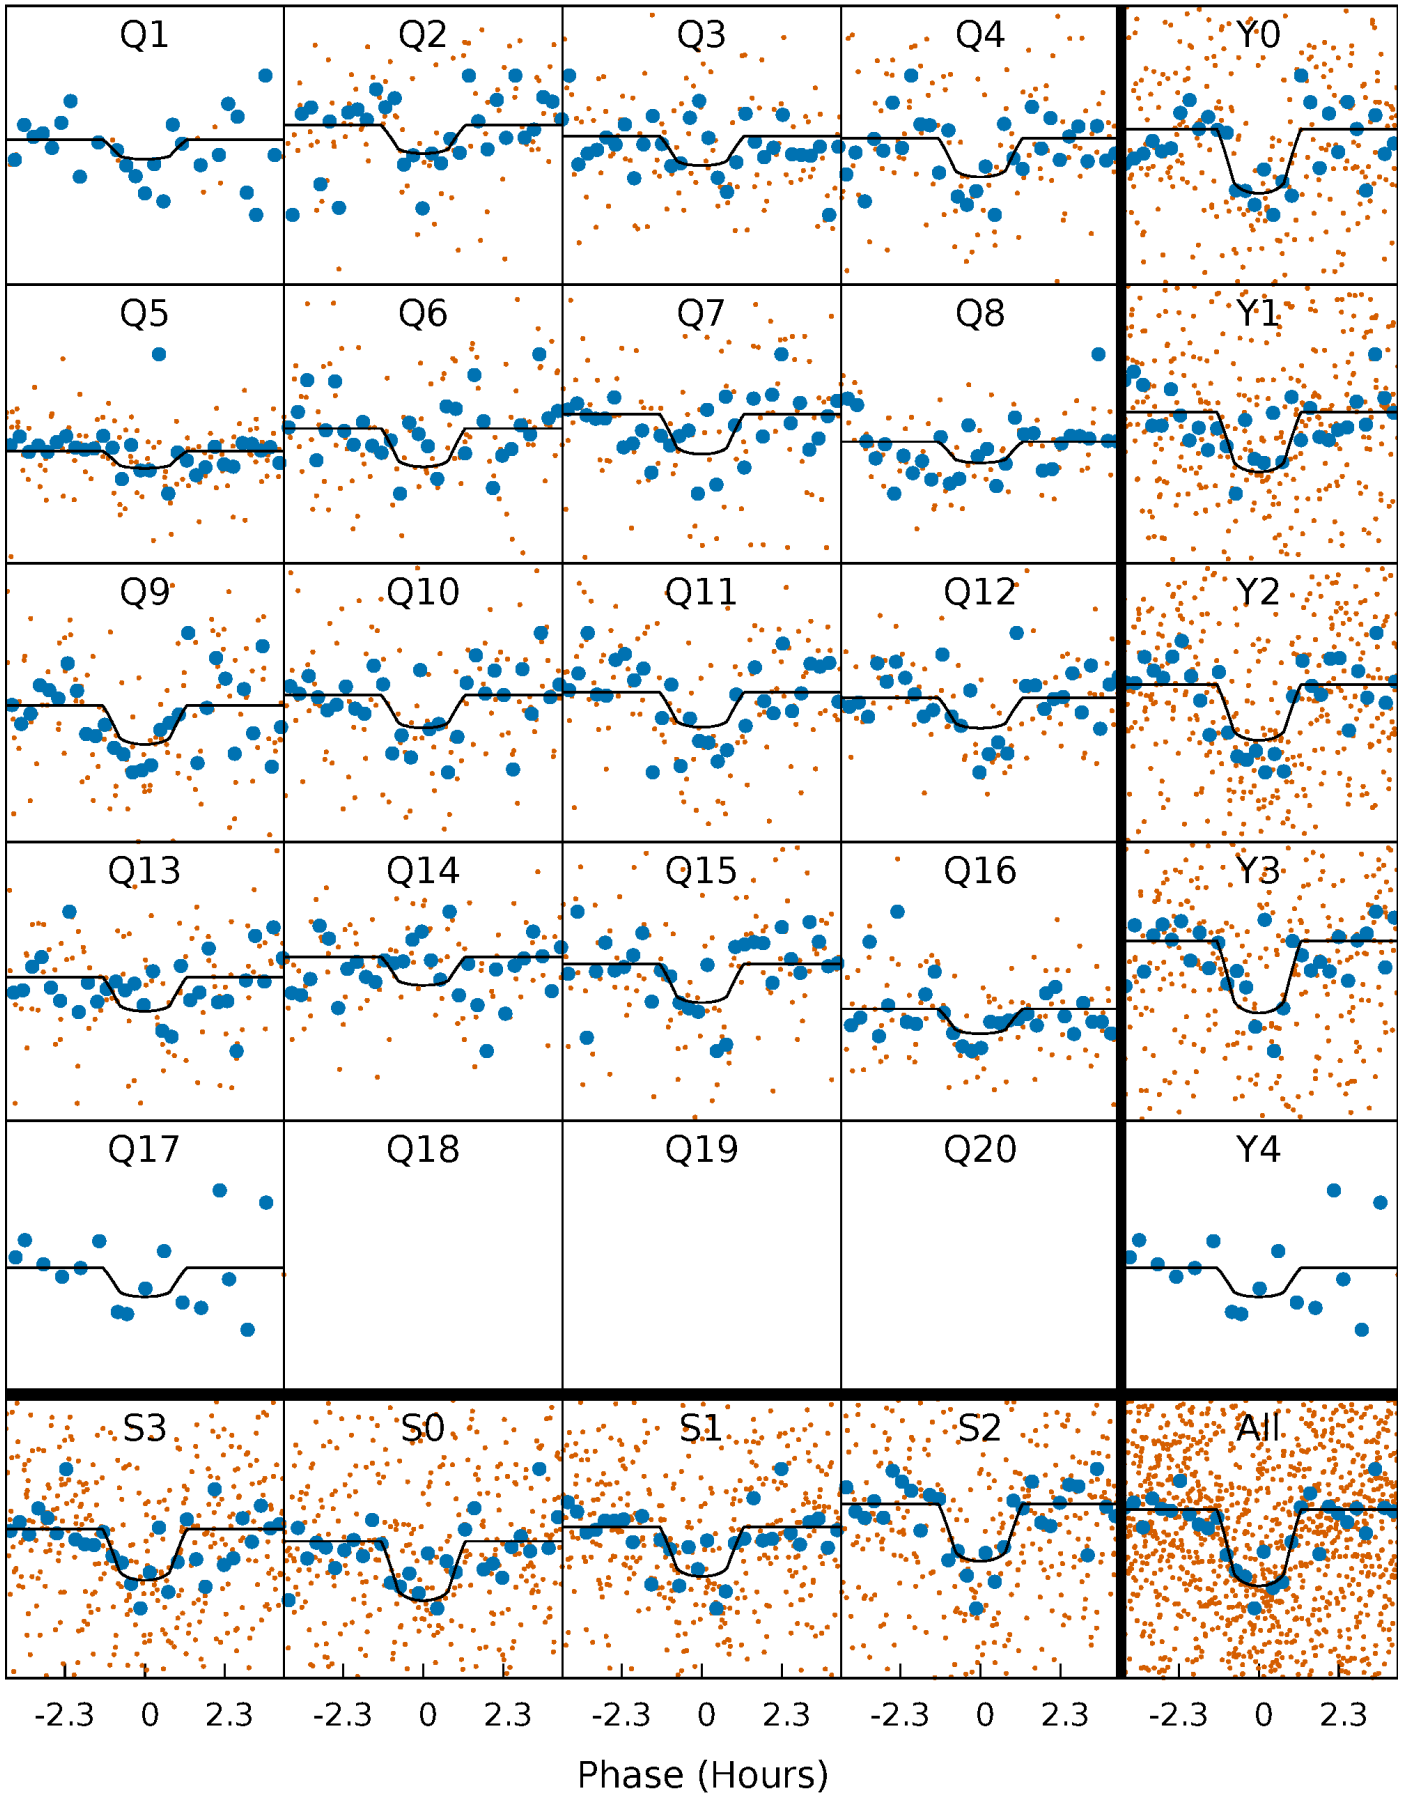 Q1 Q2 Q3 Q4 Y0
Q5 Q6 Q7 Q8 Y1
Q9 Q10 Q11 Q12 Y2
Q13 Q14 Q15 Q16 Y3
Q17 Q18 Q19 Q20 Y4
S3 S0 S1 S2 All
-2.3 0 2.3 -2.3 0 2.3 -2.3 0 2.3 -2.3 0 2.3 -2.3 0 2.3
Phase (Hours)